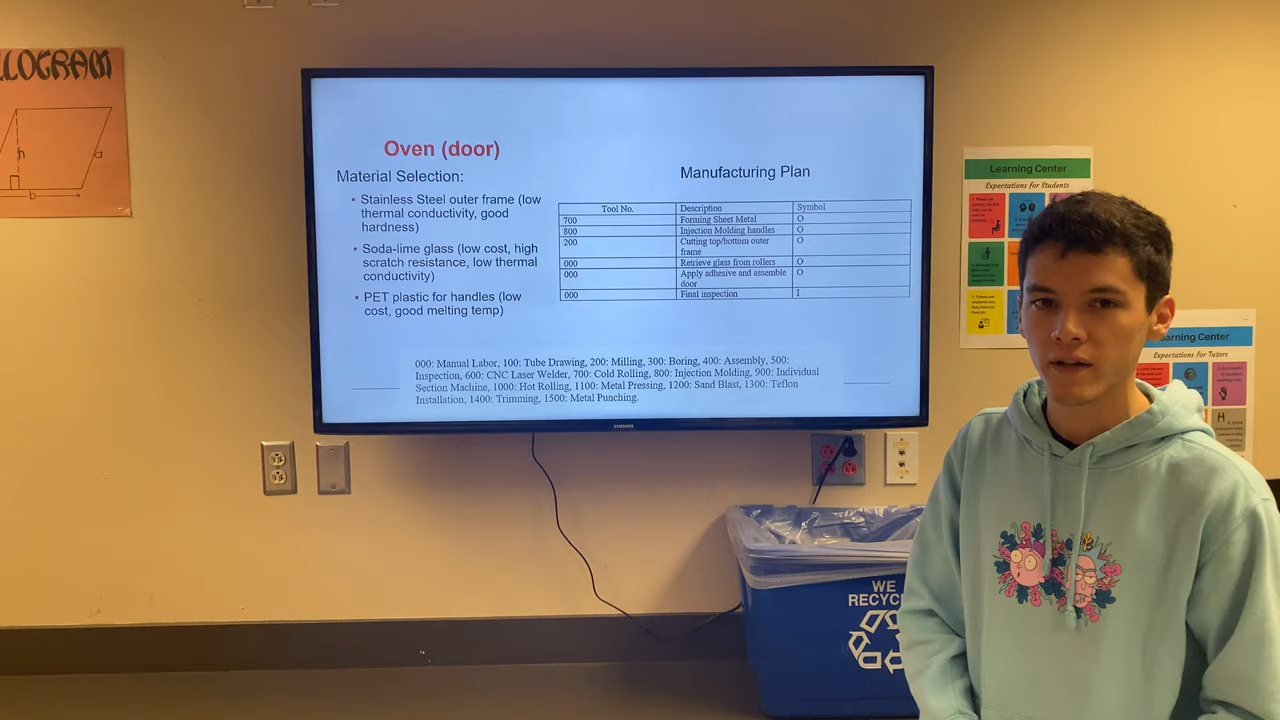 LLOGRAM
h
a
b
Oven (door)
Material Selection:
Stainless Steel outer frame (low
thermal conductivity, good
hardness)
Soda-lime glass (low cost, high
scratch resistance, low thermal
conductivity)
PET plastic for handles (low
cost, good melting temp)
Manufacturing Plan
Tool No. Description Symbol
700 Forming Sheet Metal O
800 Injection Molding handles O
200 Cutting top/bottom outer frame O
000 Retrieve glass from rollers O
000 Apply adhesive and assemble door O
000 Final inspection I
000: Manual Labor, 100: Tube Drawing, 200: Milling, 300: Boring, 400: Assembly, 500:
Inspection, 600: CNC Laser Welder, 700: Cold Rolling, 800: Injection Molding, 900: Individual
Section Machine, 1000: Hot Rolling, 1100: Metal Pressing, 1200: Sand Blast, 1300: Teflon
Installation, 1400: Trimming, 1500: Metal Punching.
SAMSUNG
Learning Center
Expectations for Students
earning Center
Expectations for Tutors
WE
RECYC